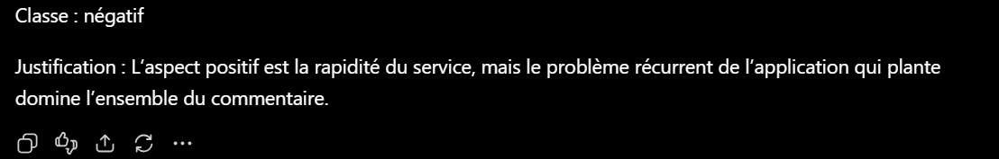 Classe : négatif
Justification : L’aspect positif est la rapidité du service, mais le problème récurrent de l’application qui plante
domine l’ensemble du commentaire.